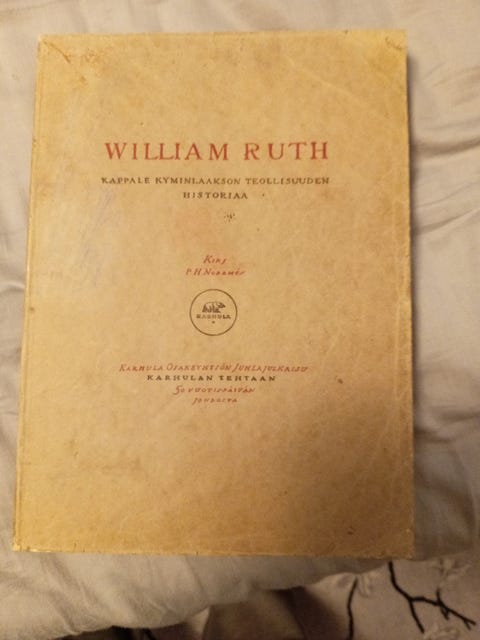 WILLIAM RUTH
KAPPALE KYMINLAAKSON TEOLLISUUDEN
HISTORIAA
KIRJ
P. H. NORRMÉN
KARHULA
KARHULA OSAKEYHTIÖN JUHLAJULKAISU
KARHULAN TEHTAAN
50 VUOTISPÄIVÄN
JOHDOSTA